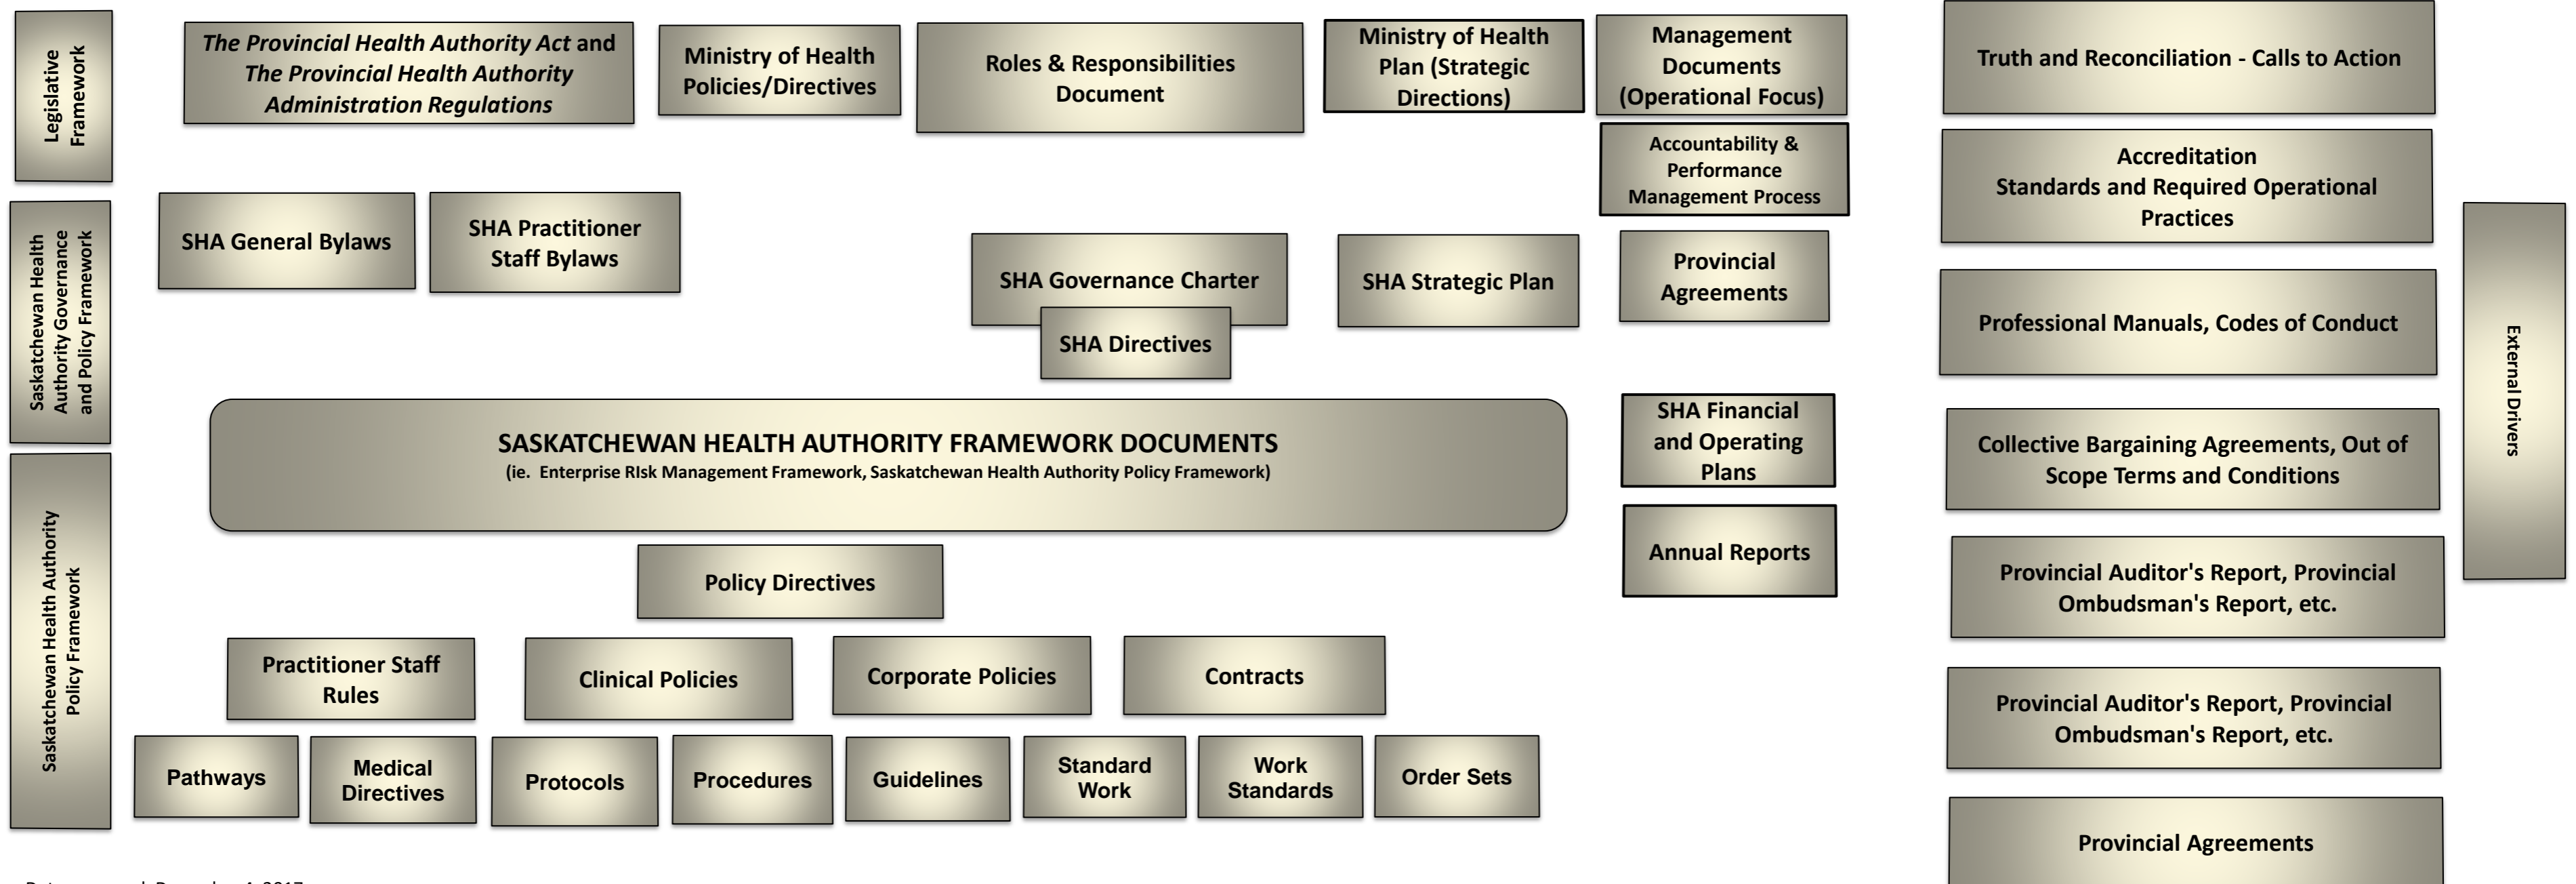 Legislative
Framework
The Provincial Health Authority Act and
The Provincial Health Authority
Administration Regulations
Ministry of Health
Policies/Directives
Roles & Responsibilities
Document
Ministry of Health
Plan (Strategic
Directions)
Management
Documents
(Operational Focus)
Accountability &
Performance
Management Process
Saskatchewan Health
Authority Governance
and Policy Framework
SHA General Bylaws
SHA Practitioner
Staff Bylaws
SHA Governance Charter
SHA Directives
SHA Strategic Plan
Provincial
Agreements
SASKATCHEWAN HEALTH AUTHORITY FRAMEWORK DOCUMENTS
(ie. Enterprise RIsk Management Framework, Saskatchewan Health Authority Policy Framework)
SHA Financial
and Operating
Plans
Annual Reports
Saskatchewan Health Authority
Policy Framework
Policy Directives
Practitioner Staff
Rules
Clinical Policies
Corporate Policies
Contracts
Pathways
Medical
Directives
Protocols
Procedures
Guidelines
Standard
Work
Work
Standards
Order Sets
Truth and Reconciliation - Calls to Action
Accreditation
Standards and Required Operational
Practices
Professional Manuals, Codes of Conduct
Collective Bargaining Agreements, Out of
Scope Terms and Conditions
Provincial Auditor's Report, Provincial
Ombudsman's Report, etc.
Provincial Auditor's Report, Provincial
Ombudsman's Report, etc.
Provincial Agreements
External Drivers